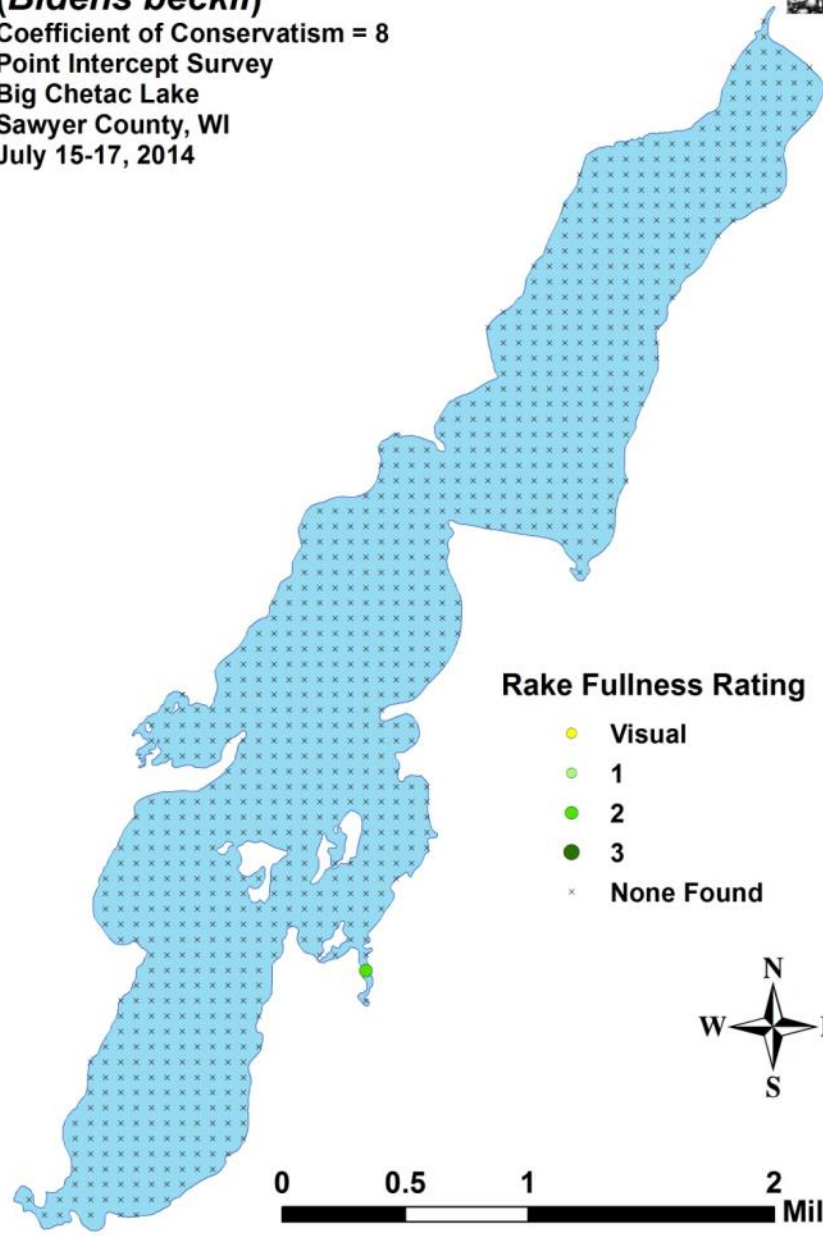 (Bidens beckii)
Coefficient of Conservatism = 8
Point Intercept Survey
Big Chetac Lake
Sawyer County, WI
July 15-17, 2014
Rake Fullness Rating
Visual
1
2
3
None Found
N
W
S
0 0.5 1 2